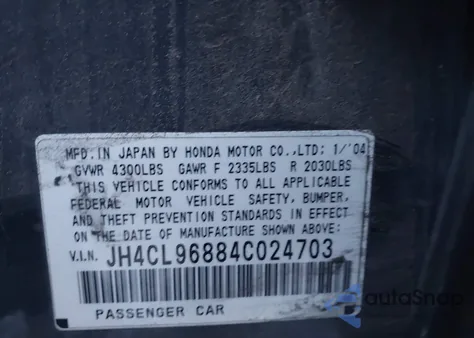 MFD.IN JAPAN BY HONDA MOTOR CO.,LTD: 1/'04
GVWR 4300LBS GAWR F 2335LBS R 2030LBS
THIS VEHICLE CONFORMS TO ALL APPLICABLE
FEDERAL MOTOR VEHICLE SAFETY, BUMPER,
AND THEFT PREVENTION STANDARDS IN EFFECT
ON THE DATE OF MANUFACTURE SHOWN ABOVE:
V.I.N. JH4CL96884C024703
PASSENGER CAR
autoSnap